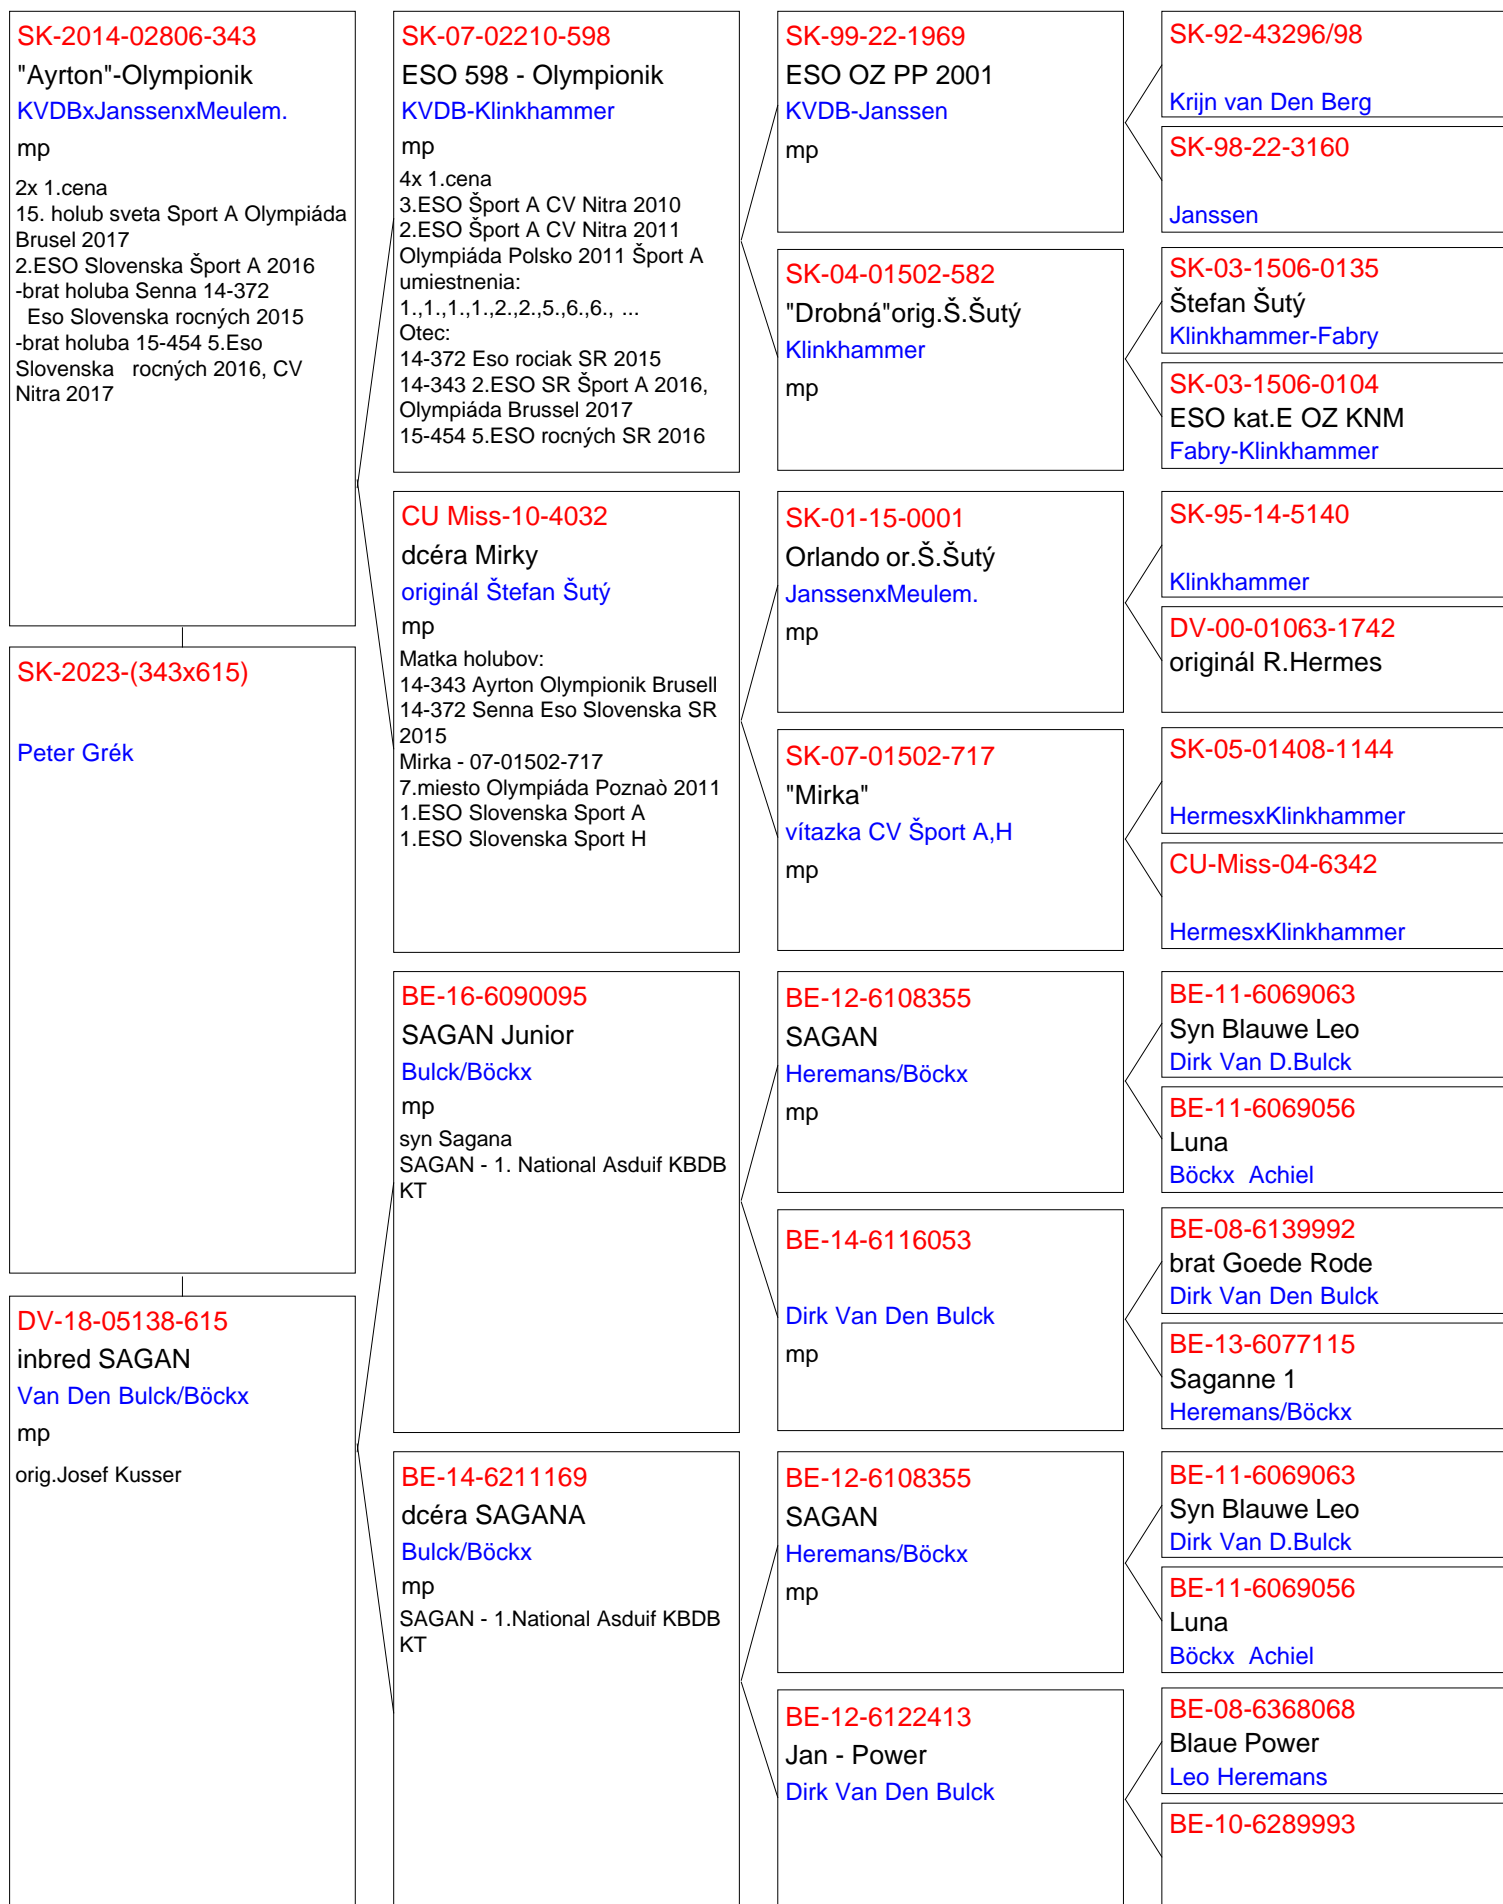 SK-2014-02806-343
"Ayrton"-Olympionik
KVDBxJanssenxMeulem.
mp
2x 1.cena
15. holub sveta Sport A Olympiáda
Brusel 2017
2.ESO Slovenska Šport A 2016
-brat holuba Senna 14-372
Eso Slovenska rocných 2015
-brat holuba 15-454 5.Eso
Slovenska rocných 2016, CV
Nitra 2017
SK-2023-(343x615)
Peter Grék
DV-18-05138-615
inbred SAGAN
Van Den Bulck/Böckx
mp
orig.Josef Kusser
SK-07-02210-598
ESO 598 - Olympionik
KVDB-Klinkhammer
mp
4x 1.cena
3.ESO Šport A CV Nitra 2010
2.ESO Šport A CV Nitra 2011
Olympiáda Polsko 2011 Šport A
umiestnenia:
1.,1.,1.,1.,2.,2.,5.,6.,6., ...
Otec:
14-372 Eso rociak SR 2015
14-343 2.ESO SR Šport A 2016,
Olympiáda Brussel 2017
15-454 5.ESO rocných SR 2016
CU Miss-10-4032
dcéra Mirky
originál Štefan Šutý
mp
Matka holubov:
14-343 Ayrton Olympionik Brusell
14-372 Senna Eso Slovenska SR
2015
Mirka - 07-01502-717
7.miesto Olympiáda Poznaò 2011
1.ESO Slovenska Sport A
1.ESO Slovenska Sport H
BE-16-6090095
SAGAN Junior
Bulck/Böckx
mp
syn Sagana
SAGAN - 1. National Asduif KBDB
KT
BE-14-6211169
dcéra SAGANA
Bulck/Böckx
mp
SAGAN - 1.National Asduif KBDB
KT
SK-99-22-1969
ESO OZ PP 2001
KVDB-Janssen
mp
SK-04-01502-582
"Drobná"orig.Š.Šutý
Klinkhammer
mp
SK-01-15-0001
Orlando or.Š.Šutý
JanssenxMeulem.
mp
SK-07-01502-717
"Mirka"
vítazka CV Šport A,H
mp
BE-12-6108355
SAGAN
Heremans/Böckx
mp
BE-14-6116053
Dirk Van Den Bulck
mp
BE-12-6108355
SAGAN
Heremans/Böckx
mp
BE-12-6122413
Jan - Power
Dirk Van Den Bulck
SK-92-43296/98
Krijn van Den Berg
SK-98-22-3160
Janssen
SK-03-1506-0135
Štefan Šutý
Klinkhammer-Fabry
SK-03-1506-0104
ESO kat.E OZ KNM
Fabry-Klinkhammer
SK-95-14-5140
Klinkhammer
DV-00-01063-1742
originál R.Hermes
SK-05-01408-1144
HermesxKlinkhammer
CU-Miss-04-6342
HermesxKlinkhammer
BE-11-6069063
Syn Blauwe Leo
Dirk Van D.Bulck
BE-11-6069056
Luna
Böckx Achiel
BE-08-6139992
brat Goede Rode
Dirk Van Den Bulck
BE-13-6077115
Saganne 1
Heremans/Böckx
BE-11-6069063
Syn Blauwe Leo
Dirk Van D.Bulck
BE-11-6069056
Luna
Böckx Achiel
BE-08-6368068
Blaue Power
Leo Heremans
BE-10-6289993